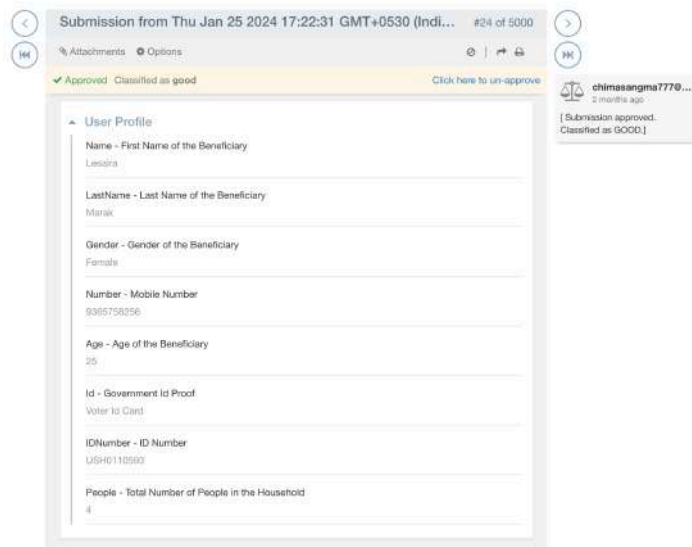 Submission from Thu Jan 25 2024 17:22:31 GMT+0530 (Indi... #24 of 5000
Attachments Options
Approved Classified as good Click here to un-approve
User Profile
Name - First Name of the Beneficiary
Lessira
LastName - Last Name of the Beneficiary
Marak
Gender - Gender of the Beneficiary
Female
Number - Mobile Number
9365758256
Age - Age of the Beneficiary
25
Id - Government Id Proof
Voter Id Card
IDNumber - ID Number
USH0110593
People - Total Number of People in the Household
4
chimasangma777@...
2 months ago
[ Submission approved.
Classified as GOOD.]